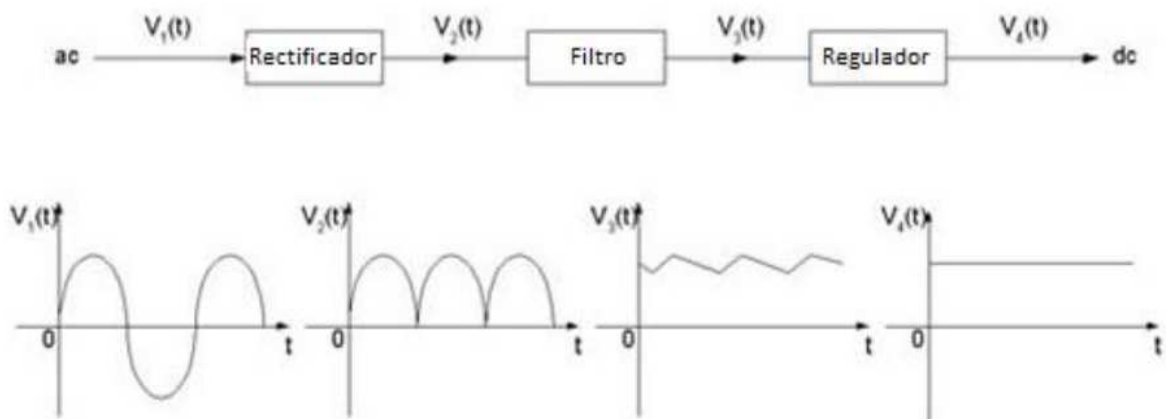 V₁(t) V₂(t) V₃(t) V₄(t)
ac Rectificador Filtro Regulador dc
V₁(t) V₂(t) V₃(t) V₄(t)
0 t 0 t 0 t 0 t